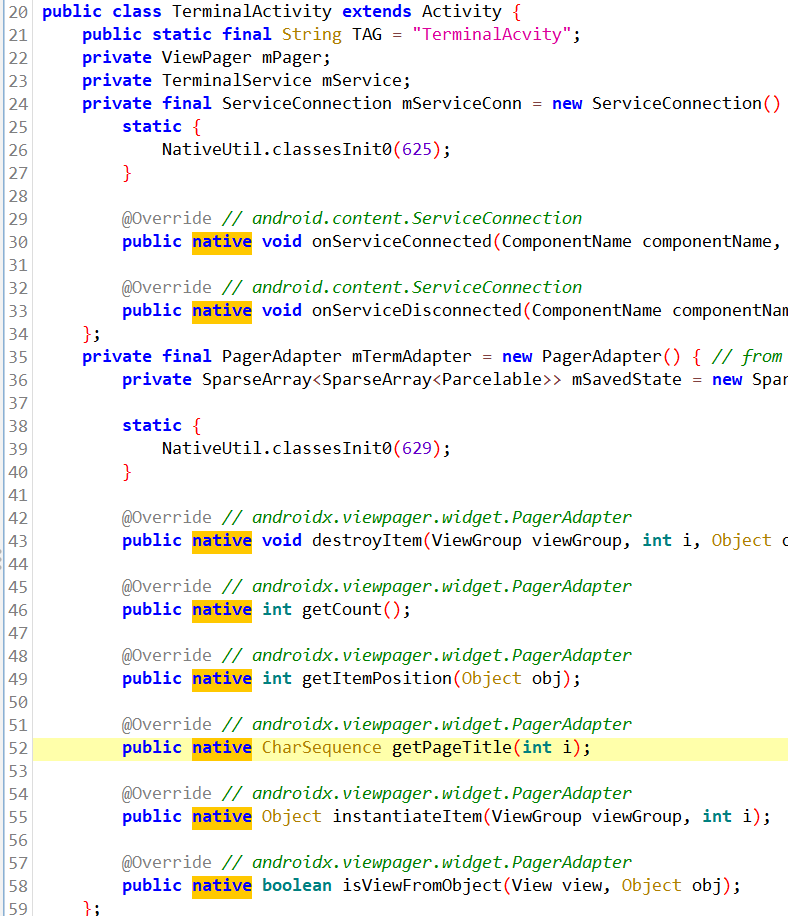 20 public class TerminalActivity extends Activity {
21 public static final String TAG = "TerminalAcvity";
22 private ViewPager mPager;
23 private TerminalService mService;
24 private final ServiceConnection mServiceConn = new ServiceConnection()
25 static {
26 NativeUtil.classesInit0(625);
27 }
28
29 @Override // android.content.ServiceConnection
30 public native void onServiceConnected(ComponentName componentName,
31
32 @Override // android.content.ServiceConnection
33 public native void onServiceDisconnected(ComponentName componentNam
34 };
35 private final PagerAdapter mTermAdapter = new PagerAdapter() { // from
36 private SparseArray<SparseArray<Parcelable>> mSavedState = new Spar
37
38 static {
39 NativeUtil.classesInit0(629);
40 }
41
42 @Override // androidx.viewpager.widget.PagerAdapter
43 public native void destroyItem(ViewGroup viewGroup, int i, Object o
44
45 @Override // androidx.viewpager.widget.PagerAdapter
46 public native int getCount();
47
48 @Override // androidx.viewpager.widget.PagerAdapter
49 public native int getItemPosition(Object obj);
50
51 @Override // androidx.viewpager.widget.PagerAdapter
52 public native CharSequence getPageTitle(int i);
53
54 @Override // androidx.viewpager.widget.PagerAdapter
55 public native Object instantiateItem(ViewGroup viewGroup, int i);
56
57 @Override // androidx.viewpager.widget.PagerAdapter
58 public native boolean isViewFromObject(View view, Object obj);
59 };